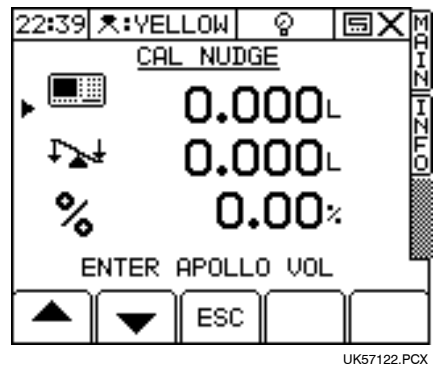 22:39 :YELLOW
CAL NUDGE
0.000L
0.000L
% 0.00%
ENTER APOLLO VOL
ESC
MAIN
INFO
UK57122.PCX